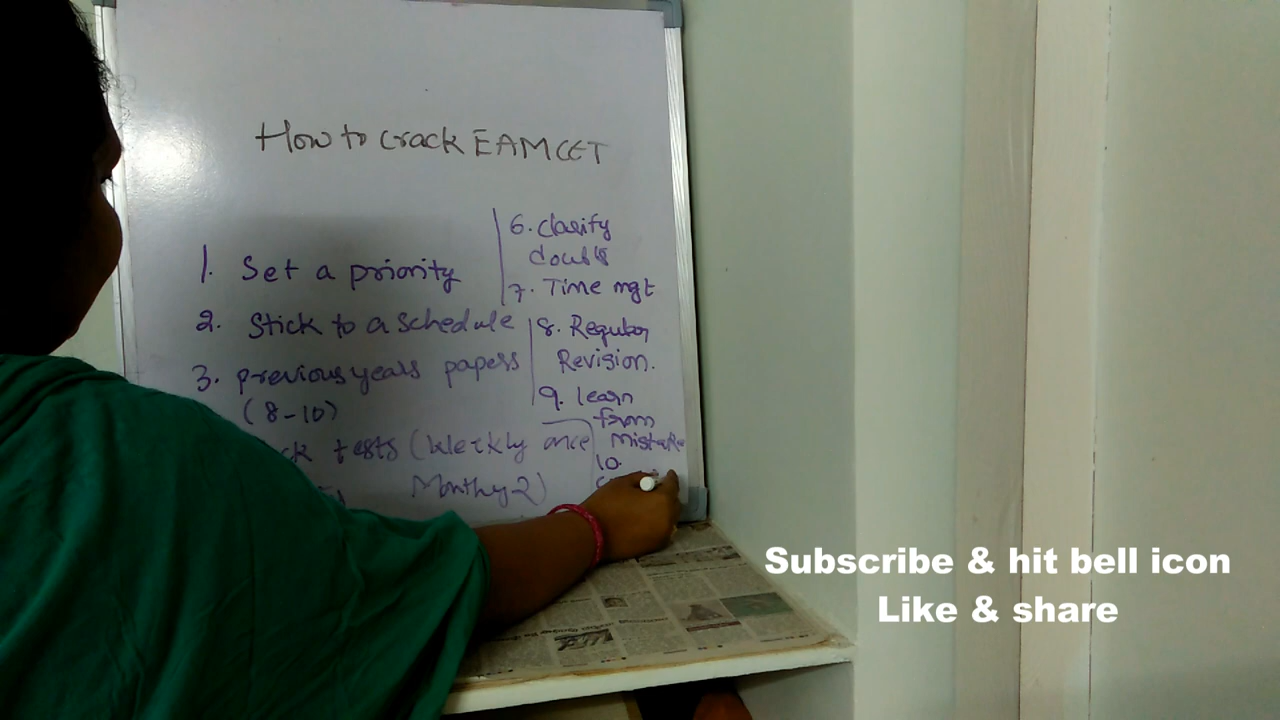 How to crack EAMCET
1. Set a priority
2. Stick to a schedule
3. previous years papers
(8-10)
tests (Weekly once
Monthy 2)
6. Clarify
doubts
7. Time mgt
8. Regular
Revision.
9. learn
from
mistake
10.
Subscribe & hit bell icon
Like & share